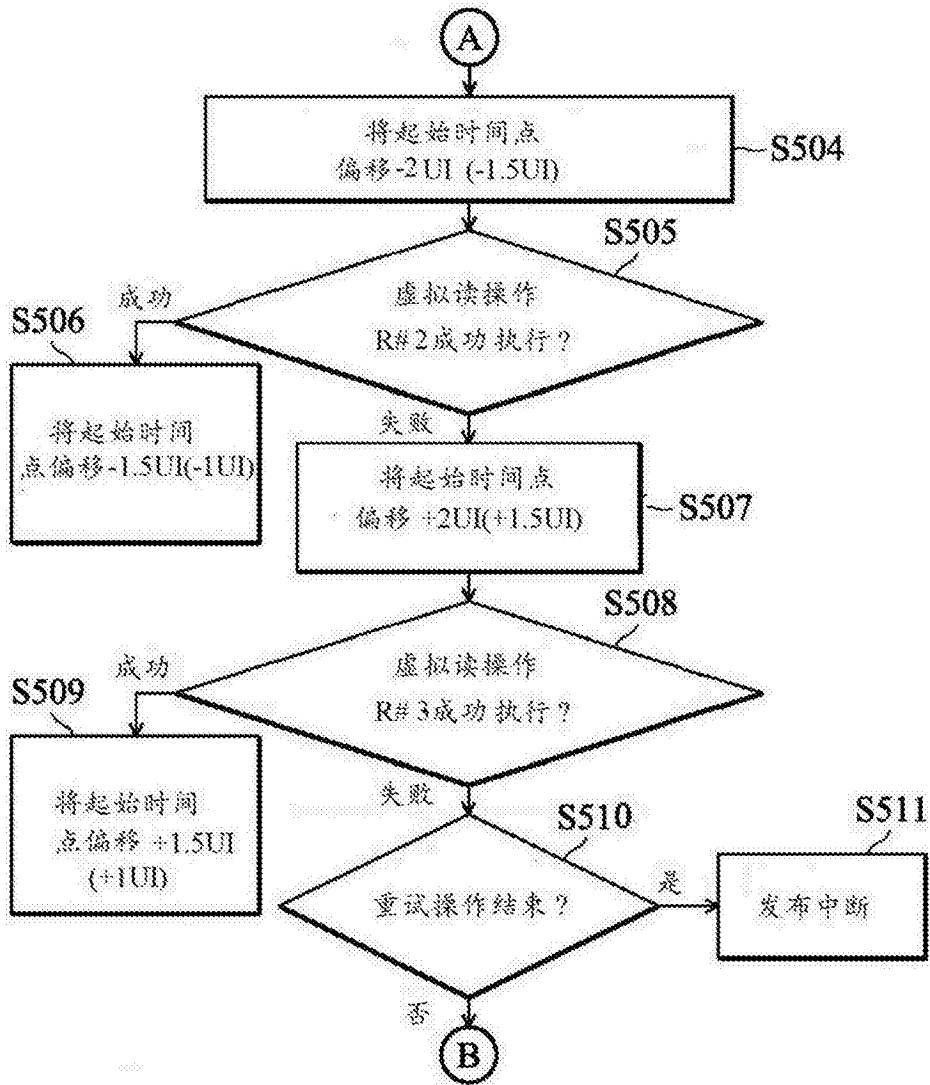 A
将起始时间点
偏移-2UI (-1.5UI)
S504
S505
虚拟读操作
R#2成功执行？
成功
S506
将起始时间
点偏移-1.5UI(-1UI)
失败
将起始时间点
偏移+2UI(+1.5UI)
S507
S508
虚拟读操作
R#3成功执行？
成功
S509
将起始时间
点偏移+1.5UI
(+1UI)
失败
S510
重试操作结束？
是
S511
发布中断
否
B